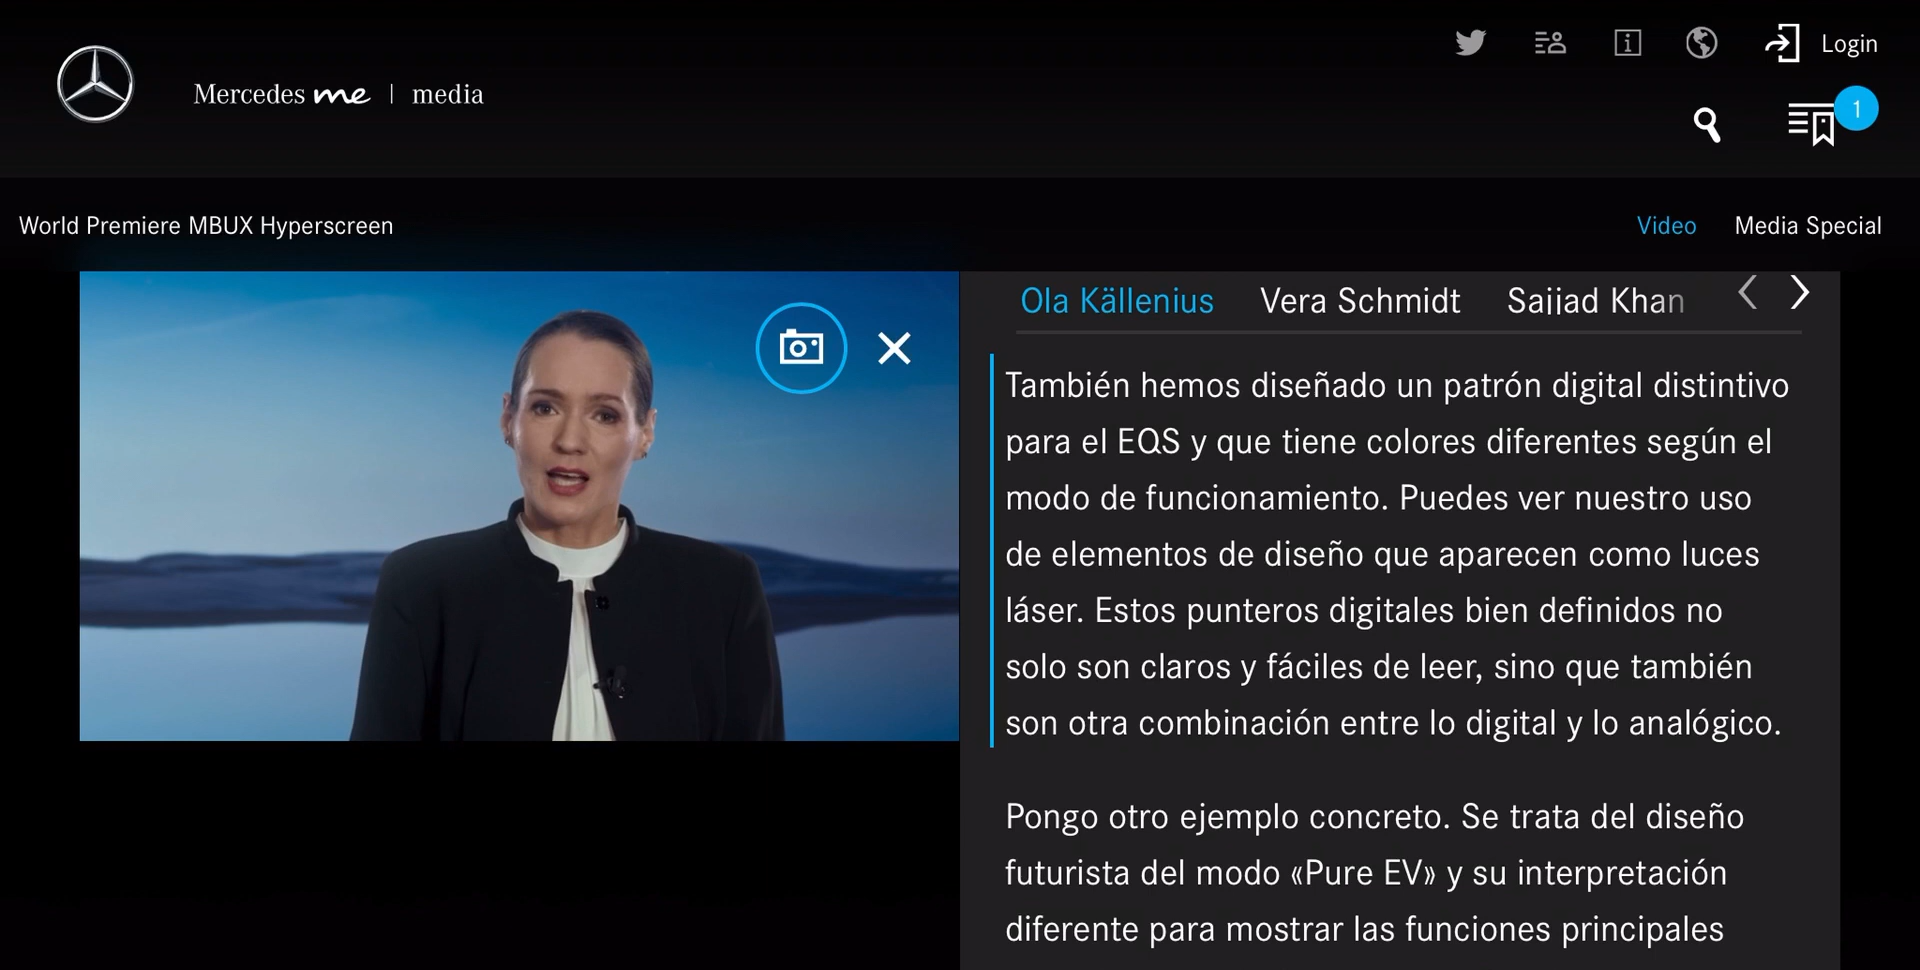 Login
Mercedes me | media
1
World Premiere MBUX Hyperscreen
Video
Media Special
Ola Källenius
Vera Schmidt
Sajjad Khan
También hemos diseñado un patrón digital distintivo
para el EQS y que tiene colores diferentes según el
modo de funcionamiento. Puedes ver nuestro uso
de elementos de diseño que aparecen como luces
láser. Estos punteros digitales bien definidos no
solo son claros y fáciles de leer, sino que también
son otra combinación entre lo digital y lo analógico.
Pongo otro ejemplo concreto. Se trata del diseño
futurista del modo «Pure EV» y su interpretación
diferente para mostrar las funciones principales